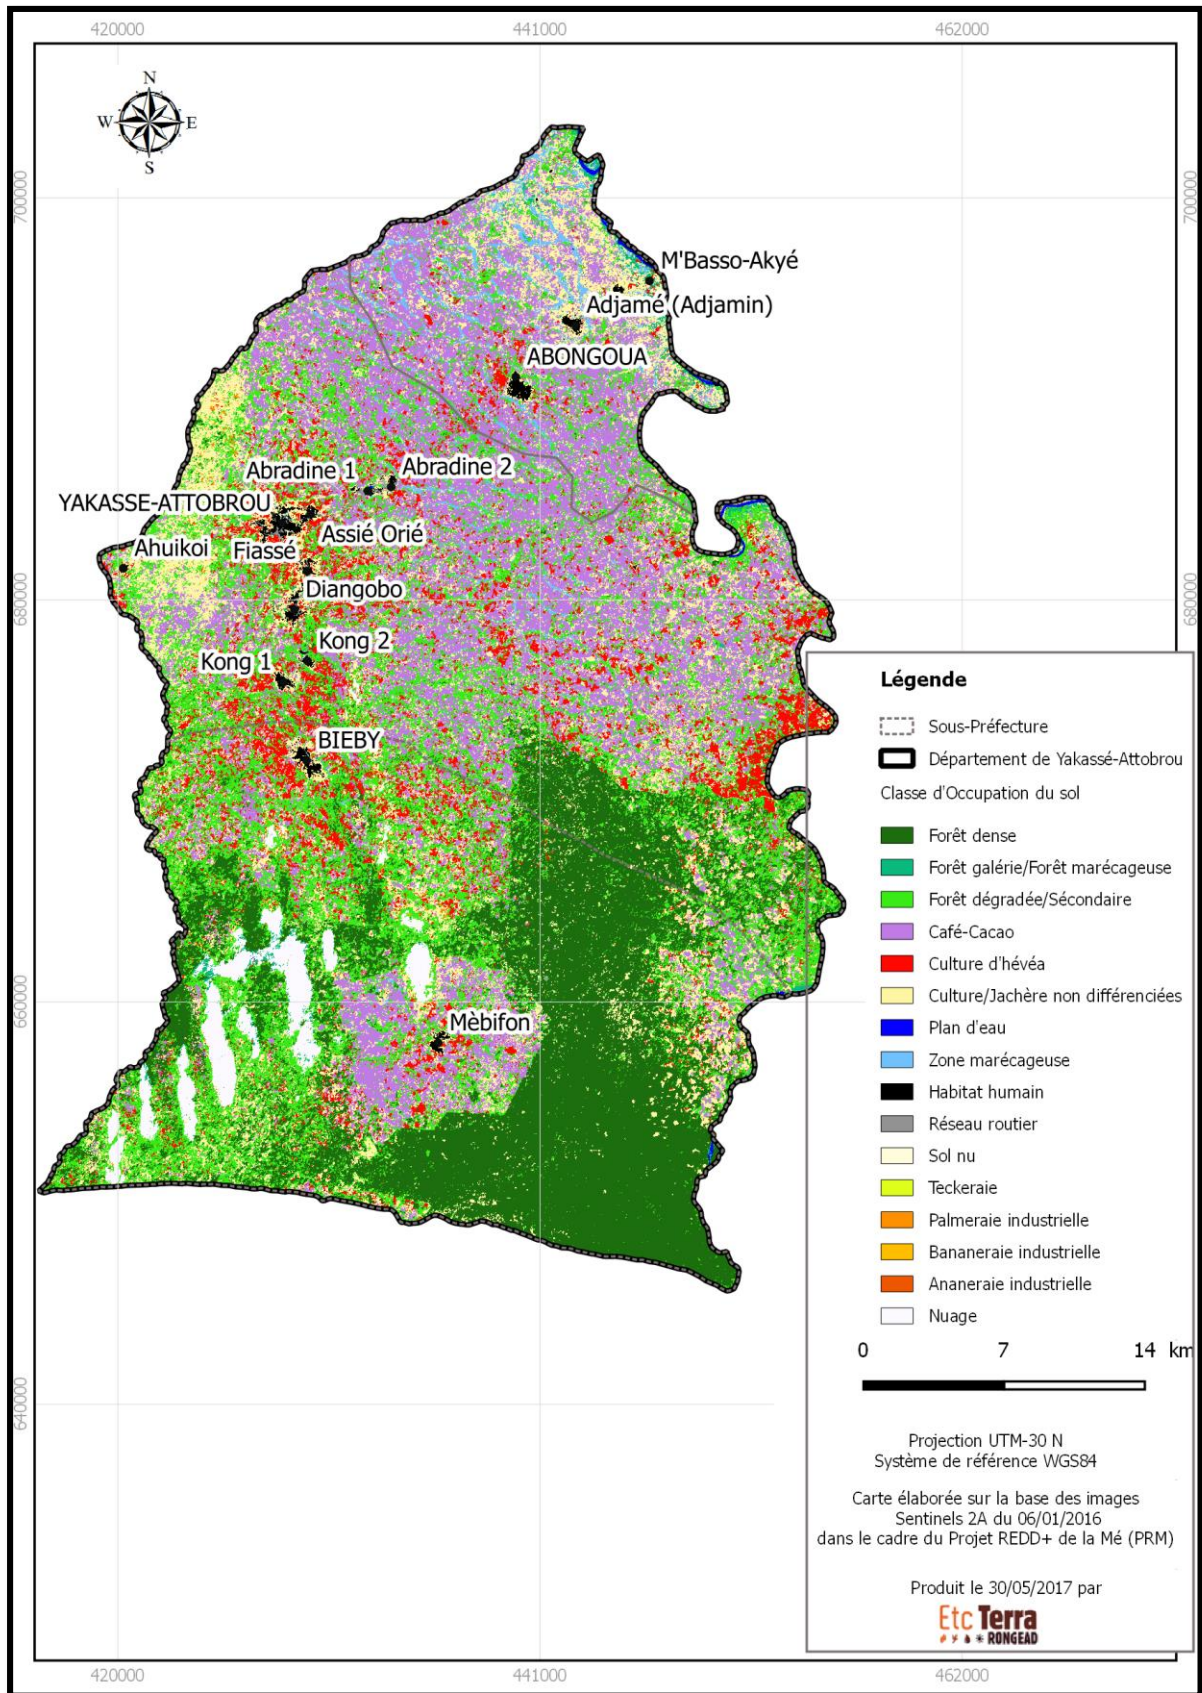 420000
441000
462000
N
W
E
S
700000
700000
M'Basso-Akyé
Adjamé (Adjamin)
ABONGOUA
Abradine 1
Abradine 2
YAKASSE-ATTOBROU
Assié Orié
Ahuikoi
Fiassé
Diangobo
680000
680000
Kong 2
Kong 1
BIEBY
Mèbifon
660000
640000
Légende
Sous-Préfecture
Département de Yakassé-Attobrou
Classe d'Occupation du sol
Forêt dense
Forêt galérie/Forêt marécageuse
Forêt dégradée/Sécondaire
Café-Cacao
Culture d'hévéa
Culture/Jachère non différenciées
Plan d'eau
Zone marécageuse
Habitat humain
Réseau routier
Sol nu
Teckeraie
Palmeraie industrielle
Bananeraie industrielle
Ananeraie industrielle
Nuage
0 7 14 km
Projection UTM-30 N
Système de référence WGS84
Carte élaborée sur la base des images
Sentinels 2A du 06/01/2016
dans le cadre du Projet REDD+ de la Mé (PRM)
Produit le 30/05/2017 par
Etc Terra
RONGEAD
420000
441000
462000